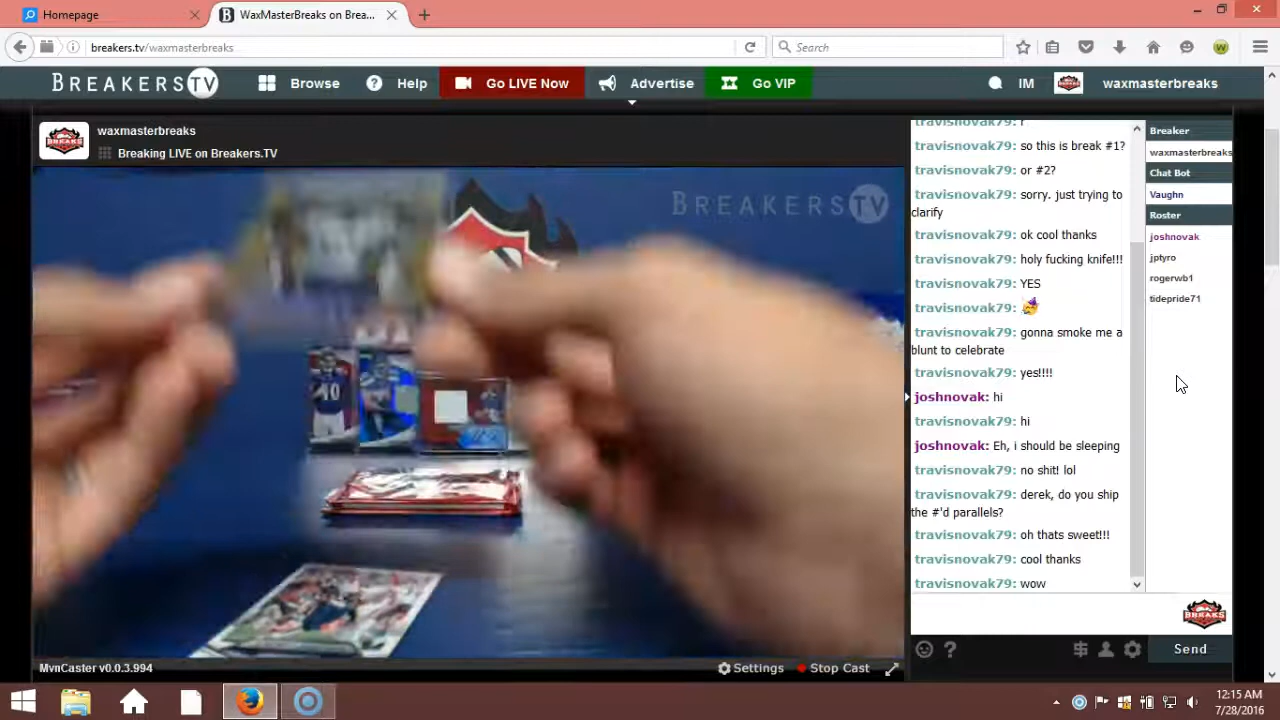 Homepage
WaxMasterBreaks on Brea...
breakers.tv/waxmasterbreaks
Search
BREAKERSTV
Browse
Help
Go LIVE Now
Advertise
Go VIP
IM
waxmasterbreaks
waxmasterbreaks
Breaking LIVE on Breakers.TV
BREAKERSTV
40
travisnovak79: r
travisnovak79: so this is break #1?
travisnovak79: or #2?
travisnovak79: sorry. just trying to
clarify
travisnovak79: ok cool thanks
travisnovak79: holy fucking knife!!!
travisnovak79: YES
travisnovak79: 🥳
travisnovak79: gonna smoke me a
blunt to celebrate
travisnovak79: yes!!!!
joshnovak: hi
travisnovak79: hi
joshnovak: Eh, i should be sleeping
travisnovak79: no shit! lol
travisnovak79: derek, do you ship
the #'d parallels?
travisnovak79: oh thats sweet!!!
travisnovak79: cool thanks
travisnovak79: wow
Breaker
waxmasterbreaks
Chat Bot
Vaughn
Roster
joshnovak
jptyro
rogerwb1
tidepride71
BREAKS
Send
MvnCaster v0.0.3.994
Settings
Stop Cast
12:15 AM
7/28/2016